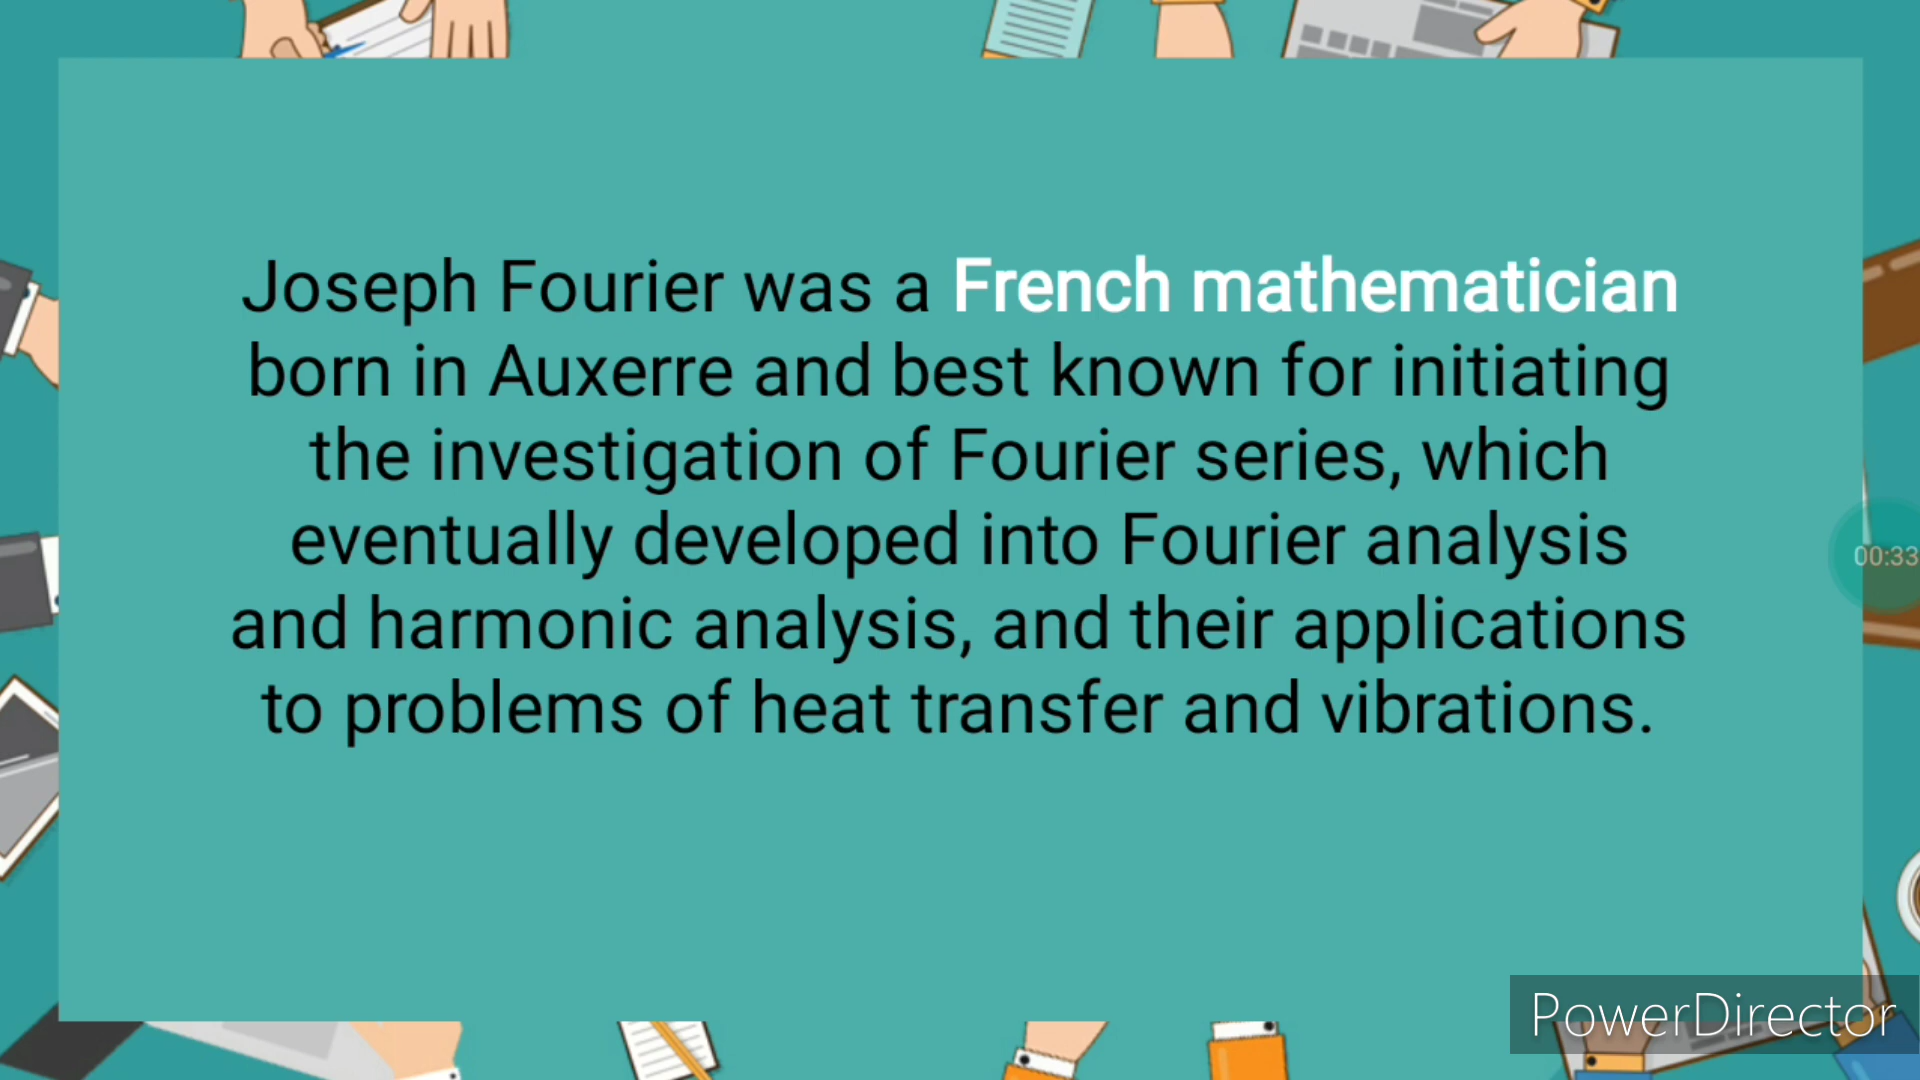 Joseph Fourier was a French mathematician
born in Auxerre and best known for initiating
the investigation of Fourier series, which
eventually developed into Fourier analysis
and harmonic analysis, and their applications
to problems of heat transfer and vibrations.
00:33
PowerDirector